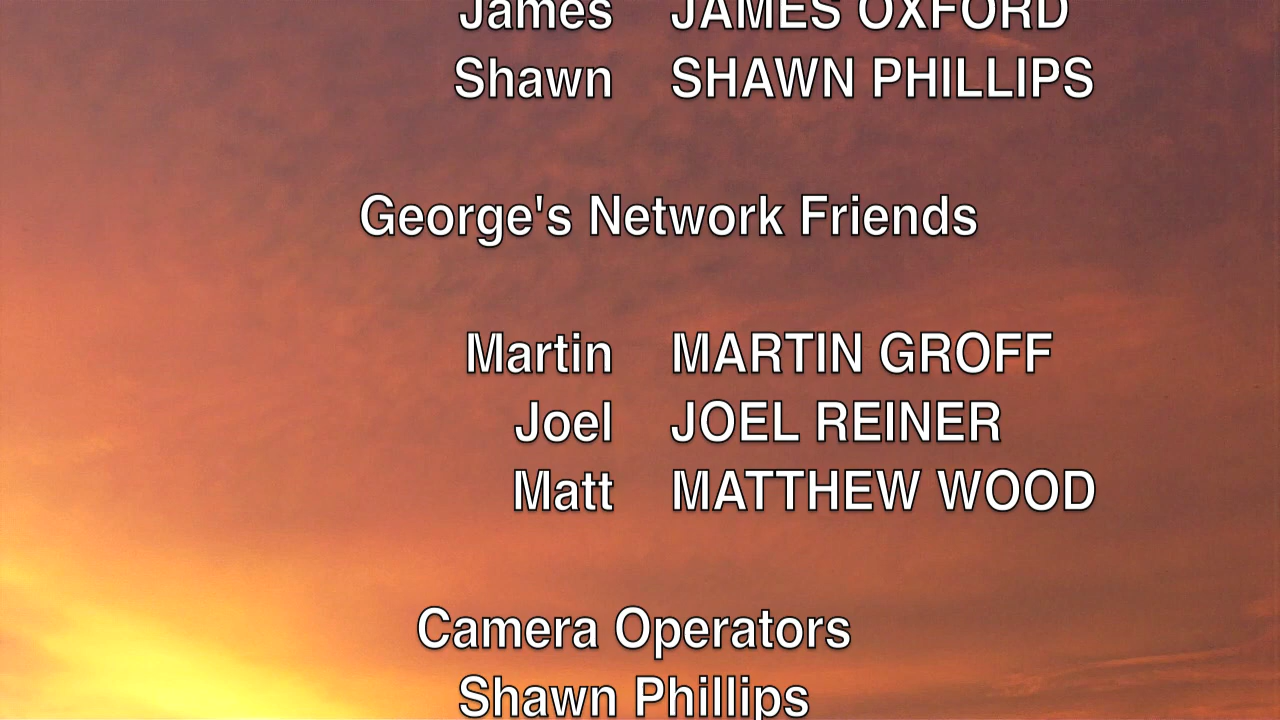 James JAMES OXFORD
Shawn SHAWN PHILLIPS
George's Network Friends
Martin MARTIN GROFF
Joel JOEL REINER
Matt MATTHEW WOOD
Camera Operators
Shawn Phillips